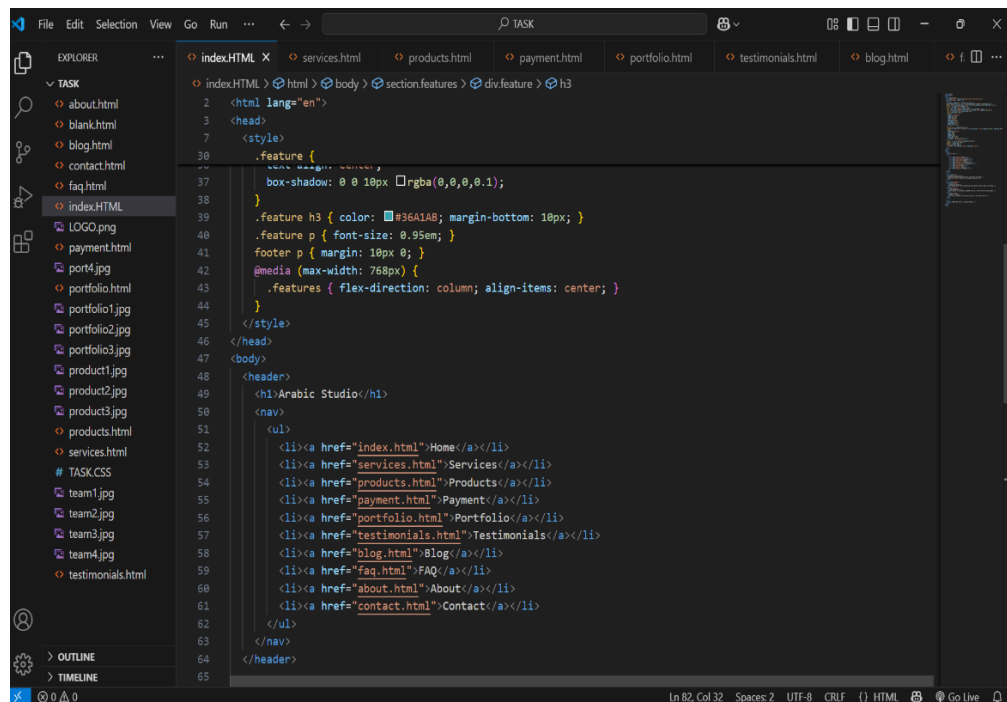 File Edit Selection View Go Run ··· TASK
EXPLORER ···
TASK
about.html
blank.html
blog.html
contact.html
faq.html
index.HTML
LOGO.png
payment.html
port4.jpg
portfolio.html
portfolio1.jpg
portfolio2.jpg
portfolio3.jpg
product1.jpg
product2.jpg
product3.jpg
products.html
services.html
# TASK.CSS
team1.jpg
team2.jpg
team3.jpg
team4.jpg
testimonials.html
OUTLINE
TIMELINE
index.HTML services.html products.html payment.html portfolio.html testimonials.html blog.html f
index.HTML > html > body > section.features > div.feature > h3
2 <html lang="en">
3 <head>
7 <style>
30 .feature {
text-align: center;
37 box-shadow: 0 0 10px rgba(0,0,0,0.1);
38 }
39 .feature h3 { color: #36A1AB; margin-bottom: 10px; }
40 .feature p { font-size: 0.95em; }
41 footer p { margin: 10px 0; }
42 @media (max-width: 768px) {
43 .features { flex-direction: column; align-items: center; }
44 }
45 </style>
46 </head>
47 <body>
48 <header>
49 <h1>Arabic Studio</h1>
50 <nav>
51 <ul>
52 <li><a href="index.html">Home</a></li>
53 <li><a href="services.html">Services</a></li>
54 <li><a href="products.html">Products</a></li>
55 <li><a href="payment.html">Payment</a></li>
56 <li><a href="portfolio.html">Portfolio</a></li>
57 <li><a href="testimonials.html">Testimonials</a></li>
58 <li><a href="blog.html">Blog</a></li>
59 <li><a href="faq.html">FAQ</a></li>
60 <li><a href="about.html">About</a></li>
61 <li><a href="contact.html">Contact</a></li>
62 </ul>
63 </nav>
64 </header>
65
0 0 Ln 82, Col 32 Spaces: 2 UTF-8 CRLF {} HTML Go Live